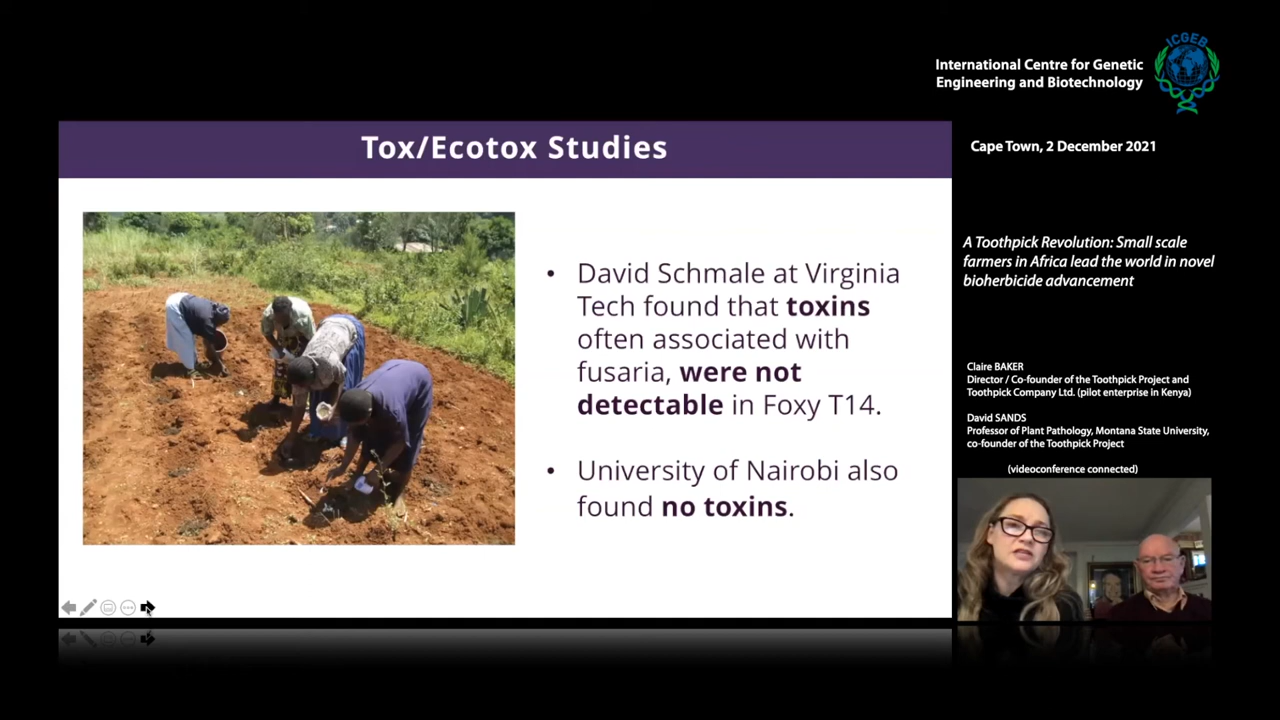 ICGEB
International Centre for Genetic
Engineering and Biotechnology
Cape Town, 2 December 2021
Tox/Ecotox Studies
• David Schmale at Virginia
Tech found that toxins
often associated with
fusaria, were not
detectable in Foxy T14.
• University of Nairobi also
found no toxins.
A Toothpick Revolution: Small scale
farmers in Africa lead the world in novel
bioherbicide advancement
Claire BAKER
Director / Co-founder of the Toothpick Project and
Toothpick Company Ltd. (pilot enterprise in Kenya)
David SANDS
Professor of Plant Pathology, Montana State University,
co-founder of the Toothpick Project
(videoconference connected)